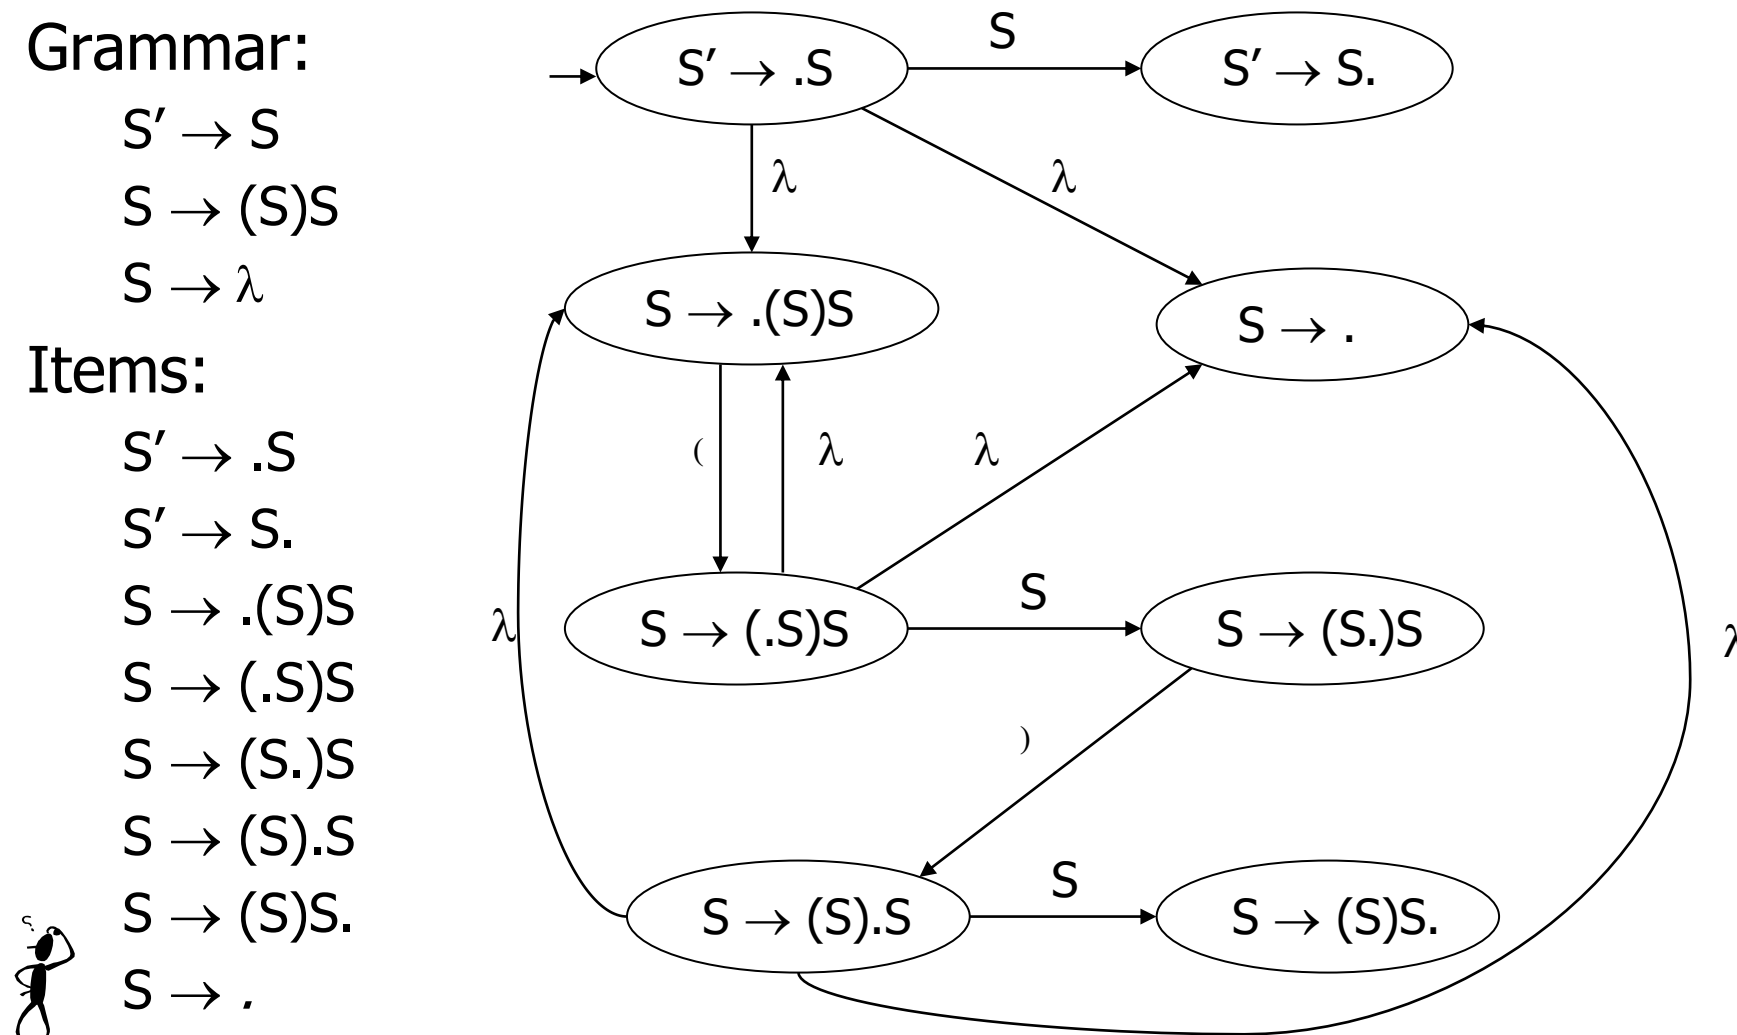 Grammar:
S′ → S
S → (S)S
S → λ
Items:
S′ → .S
S′ → S.
S → .(S)S
S → (.S)S
S → (S.)S
S → (S).S
S → (S)S.
S → .
S′ → .S
S
S′ → S.
λ
λ
S → .(S)S
S → .
(
λ
λ
λ
S → (.S)S
S
S → (S.)S
λ
)
S → (S).S
S
S → (S)S.